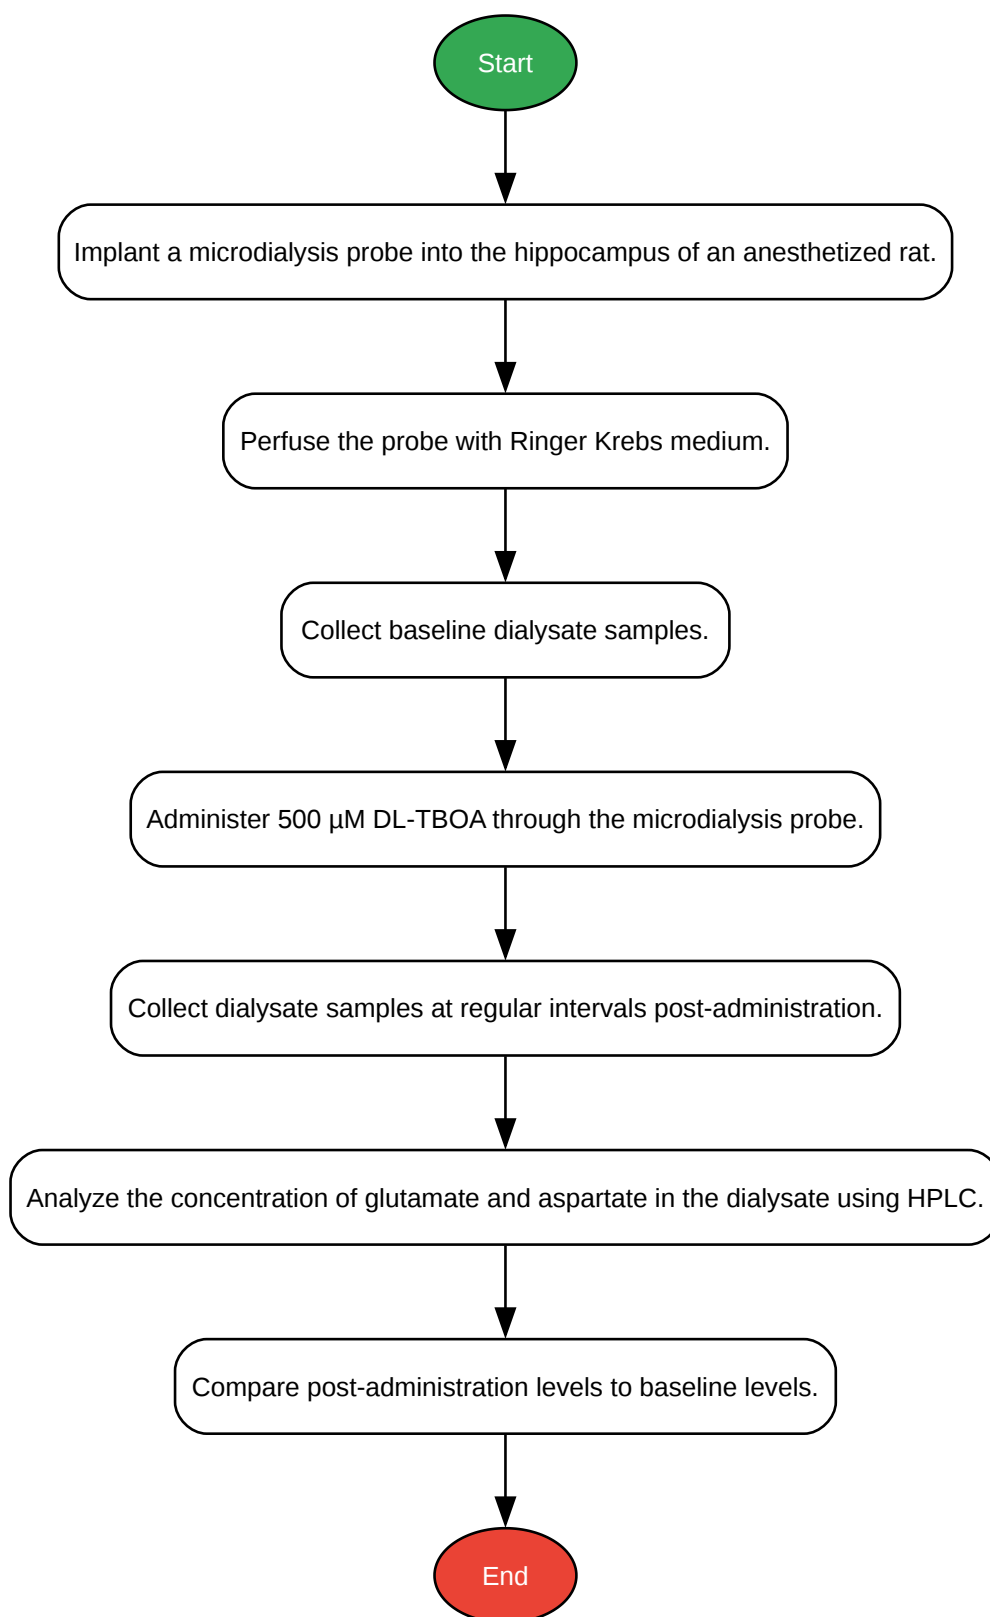 Start
Implant a microdialysis probe into the hippocampus of an anesthetized rat.
Perfuse the probe with Ringer Krebs medium.
Collect baseline dialysate samples.
Administer 500 µM DL-TBOA through the microdialysis probe.
Collect dialysate samples at regular intervals post-administration.
Analyze the concentration of glutamate and aspartate in the dialysate using HPLC.
Compare post-administration levels to baseline levels.
End